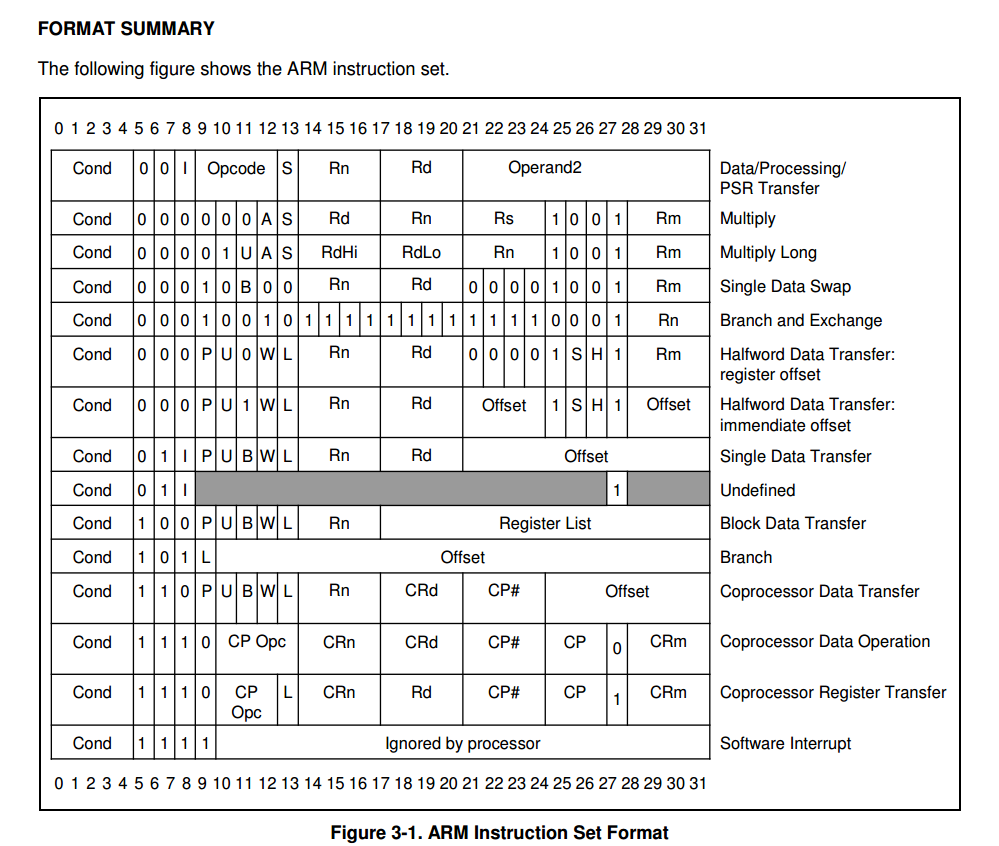 FORMAT SUMMARY
The following figure shows the ARM instruction set.
0 1 2 3 4 5 6 7 8 9 10 11 12 13 14 15 16 17 18 19 20 21 22 23 24 25 26 27 28 29 30 31
Cond 0 0 I Opcode S Rn Rd Operand2 Data/Processing/
PSR Transfer
Cond 0 0 0 0 0 0 A S Rd Rn Rs 1 0 0 1 Rm Multiply
Cond 0 0 0 0 1 U A S RdHi RdLo Rn 1 0 0 1 Rm Multiply Long
Cond 0 0 0 1 0 B 0 0 Rn Rd 0 0 0 0 1 0 0 1 Rm Single Data Swap
Cond 0 0 0 1 0 0 1 0 1 1 1 1 1 1 1 1 1 1 1 1 0 0 0 1 Rn Branch and Exchange
Cond 0 0 0 P U 0 W L Rn Rd 0 0 0 0 1 S H 1 Rm Halfword Data Transfer:
register offset
Cond 0 0 0 P U 1 W L Rn Rd Offset 1 S H 1 Offset Halfword Data Transfer:
immendiate offset
Cond 0 1 I P U B W L Rn Rd Offset Single Data Transfer
Cond 0 1 I 1 Undefined
Cond 1 0 0 P U B W L Rn Register List Block Data Transfer
Cond 1 0 1 L Offset Branch
Cond 1 1 0 P U B W L Rn CRd CP# Offset Coprocessor Data Transfer
Cond 1 1 1 0 CP Opc CRn CRd CP# CP 0 CRm Coprocessor Data Operation
Cond 1 1 1 0 CP L CRn Rd CP# CP 1 CRm Coprocessor Register Transfer
Opc
Cond 1 1 1 1 Ignored by processor Software Interrupt
0 1 2 3 4 5 6 7 8 9 10 11 12 13 14 15 16 17 18 19 20 21 22 23 24 25 26 27 28 29 30 31
Figure 3-1. ARM Instruction Set Format